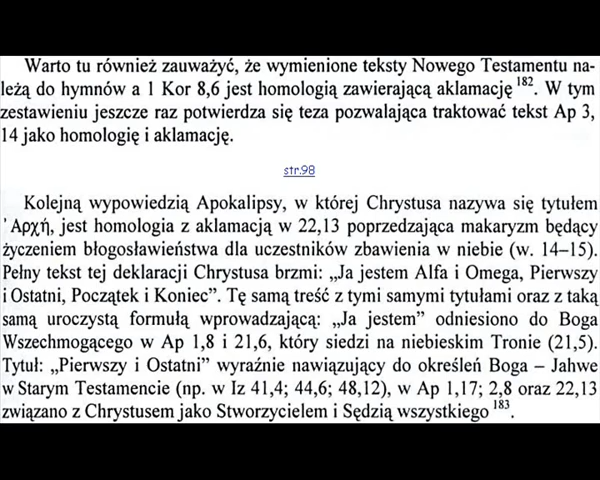 Warto tu również zauważyć, że wymienione teksty Nowego Testamentu na-
leżą do hymnów a 1 Kor 8,6 jest homologią zawierającą aklamację 182. W tym
zestawieniu jeszcze raz potwierdza się teza pozwalająca traktować tekst Ap 3,
14 jako homologię i aklamację.
str.98
Kolejną wypowiedzią Apokalipsy, w której Chrystusa nazywa się tytułem
᾿Αρχή, jest homologia z aklamacją w 22,13 poprzedzająca makaryzm będący
życzeniem błogosławieństwa dla uczestników zbawienia w niebie (w. 14–15).
Pełny tekst tej deklaracji Chrystusa brzmi: „Ja jestem Alfa i Omega, Pierwszy
i Ostatni, Początek i Koniec”. Tę samą treść z tymi samymi tytułami oraz z taką
samą uroczystą formułą wprowadzającą: „Ja jestem” odniesiono do Boga
Wszechmogącego w Ap 1,8 i 21,6, który siedzi na niebieskim Tronie (21,5).
Tytuł: „Pierwszy i Ostatni” wyraźnie nawiązujący do określeń Boga – Jahwe
w Starym Testamencie (np. w Iz 41,4; 44,6; 48,12), w Ap 1,17; 2,8 oraz 22,13
związano z Chrystusem jako Stworzycielem i Sędzią wszystkiego 183.